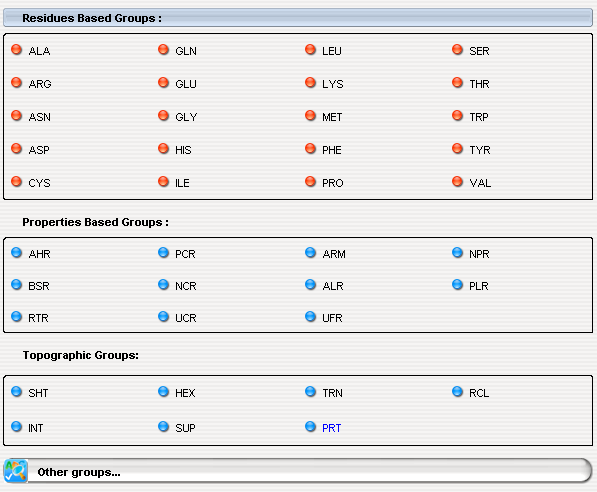 Residues Based Groups :
ALA GLN LEU SER
ARG GLU LYS THR
ASN GLY MET TRP
ASP HIS PHE TYR
CYS ILE PRO VAL
Properties Based Groups :
AHR PCR ARM NPR
BSR NCR ALR PLR
RTR UCR UFR
Topographic Groups:
SHT HEX TRN RCL
INT SUP PRT
Other groups...